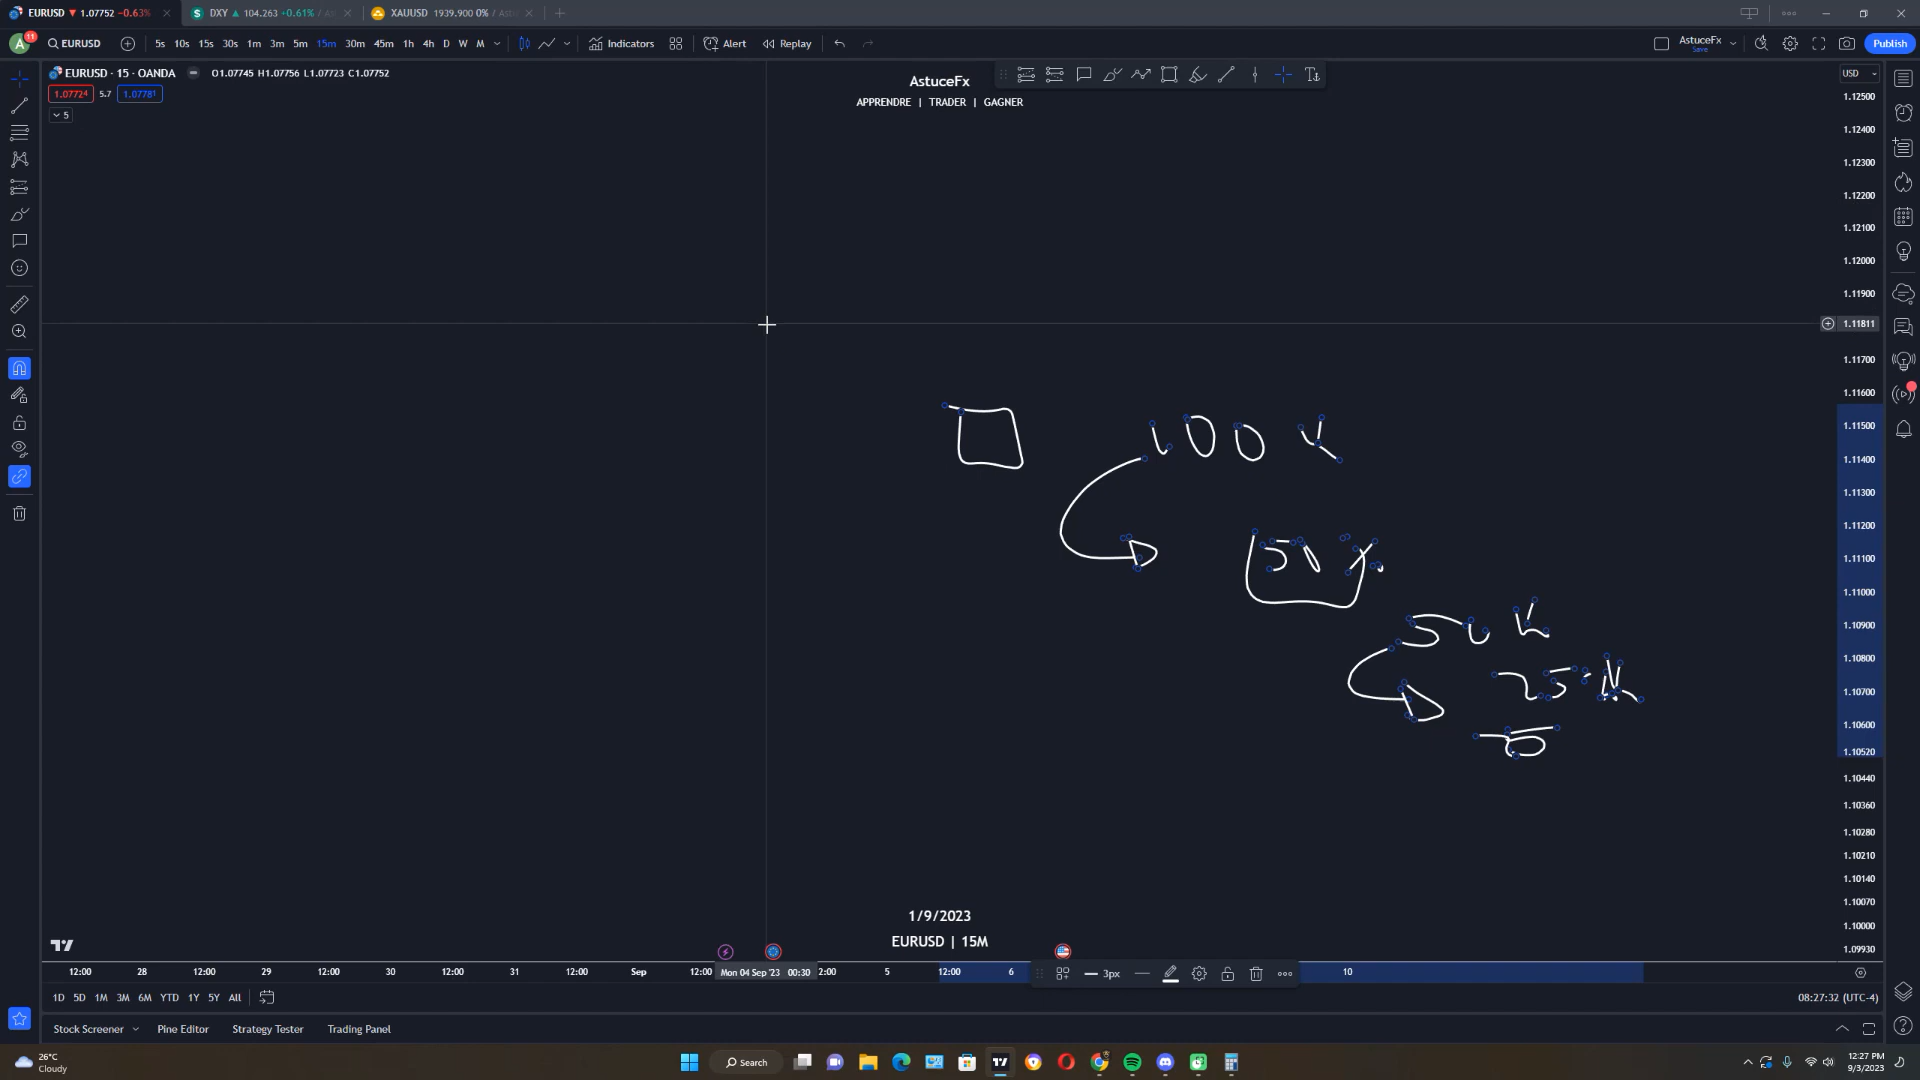 EURUSD ▼ 1.07752 −0.63%
DXY ▲ 104.263 +0.61% /
XAUUSD 1939.900 0% /
A 11 EURUSD 5s 10s 15s 30s 1m 3m 5m 15m 30m 45m 1h 4h D W M Indicators Alert Replay AstuceFx Save Publish
EURUSD · 15 · OANDA O1.07745 H1.07756 L1.07723 C1.07752
1.07724 5.7 1.07781
5
AstuceFx
APPRENDRE | TRADER | GAGNER
USD
1.12500
1.12400
1.12300
1.12200
1.12100
1.12000
1.11900
1.11811
1.11700
1.11600
1.11500
1.11400
1.11300
1.11200
1.11100
1.11000
1.10900
1.10800
1.10700
1.10600
1.10520
1.10440
1.10360
1.10280
1.10210
1.10140
1.10070
1.10000
1.09930
100
50 %
50 k
25 k
1/9/2023
EURUSD | 15M
12:00 28 12:00 29 12:00 30 12:00 31 12:00 Sep 12:00 Mon 04 Sep '23 00:30 2:00 5 12:00 6 10
3px
1D 5D 1M 3M 6M YTD 1Y 5Y All 08:27:32 (UTC-4)
Stock Screener Pine Editor Strategy Tester Trading Panel
26°C
Cloudy
Search
12:27 PM
9/3/2023